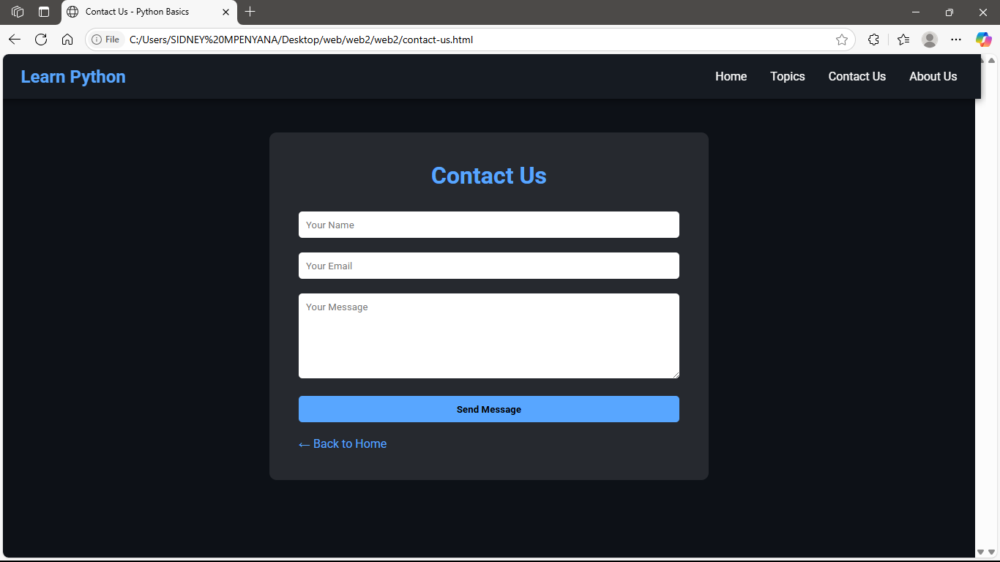 Contact Us - Python Basics
File C:/Users/SIDNEY%20MPENYANA/Desktop/web/web2/web2/contact-us.html
Learn Python Home Topics Contact Us About Us
Contact Us
Your Name
Your Email
Your Message
Send Message
← Back to Home